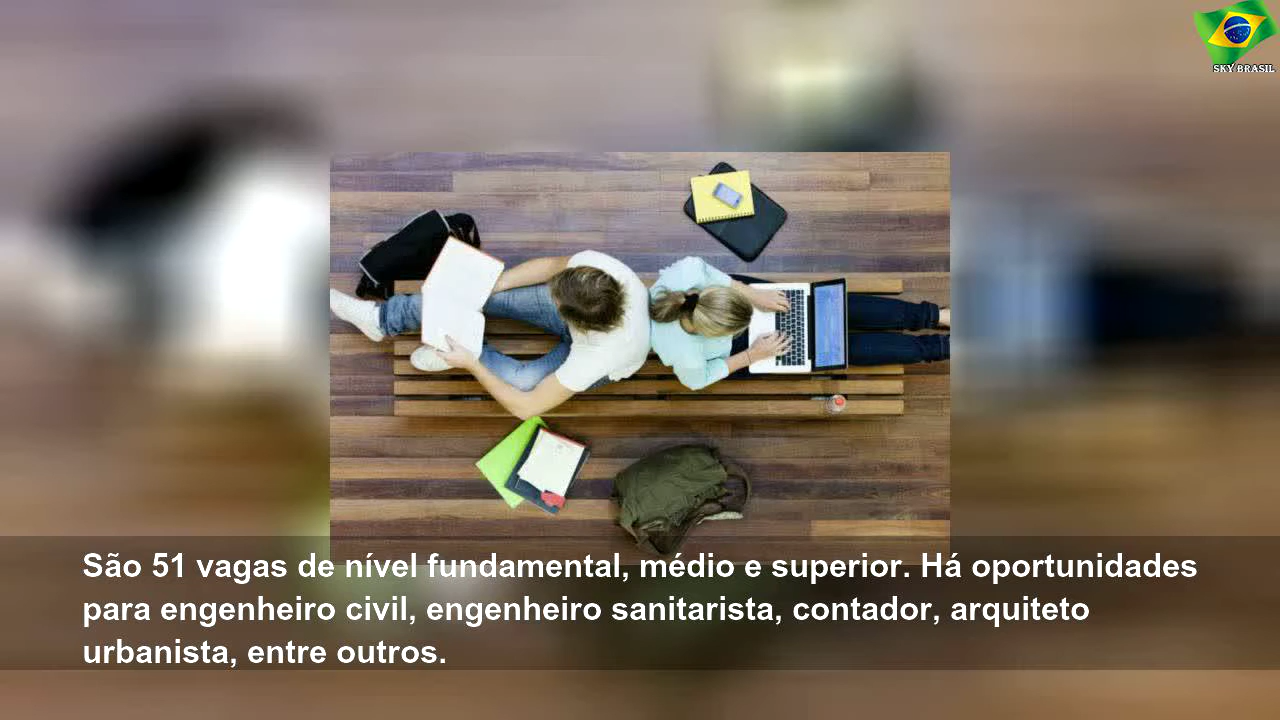 SKY BRASIL
São 51 vagas de nível fundamental, médio e superior. Há oportunidades
para engenheiro civil, engenheiro sanitarista, contador, arquiteto
urbanista, entre outros.